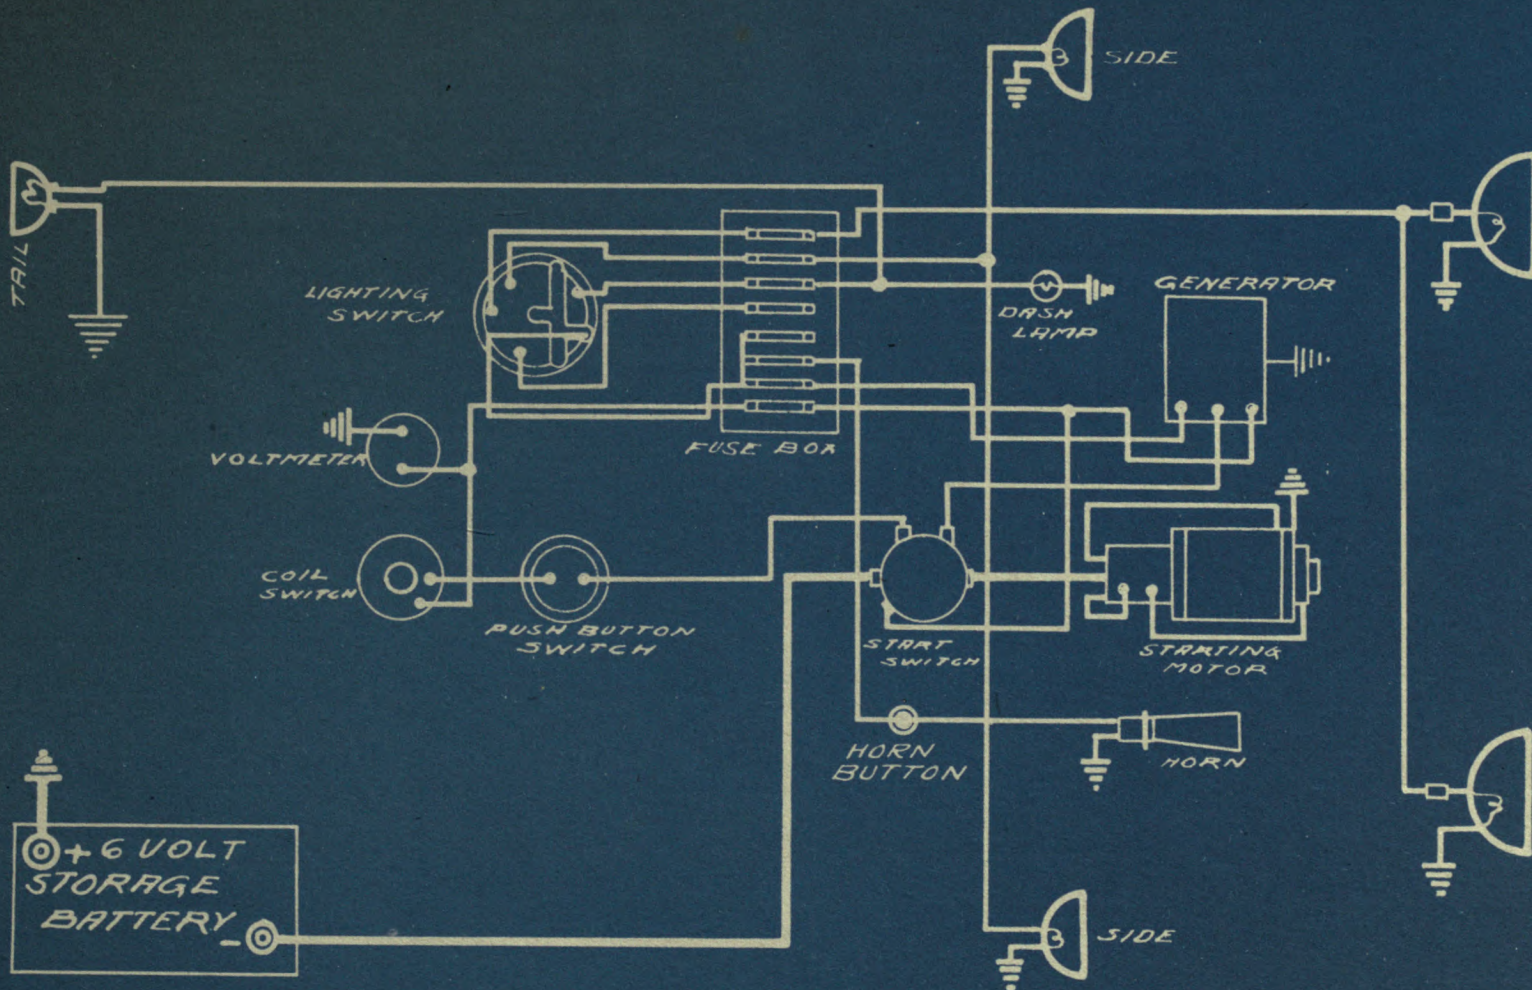 SIDE
TAIL
LIGHTING
SWITCH
GENERATOR
DASH
LAMP
VOLTMETER
FUSE BOX
COIL
SWITCH
PUSH BUTTON
SWITCH
START
SWITCH
STARTING
MOTOR
HORN
BUTTON
HORN
+ 6 VOLT
STORAGE
BATTERY
-
SIDE